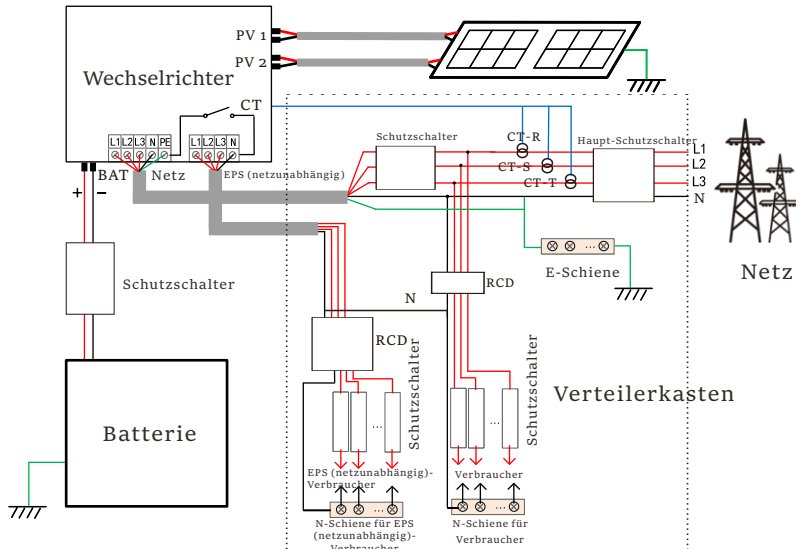 PV 1
PV 2
Wechselrichter
CT
L1 L2 L3 N PE
L1 L2 L3 N
BAT
Netz
EPS (netzunabhängig)
+
−
Schutzschalter
CT-R
CT-S
CT-T
Haupt-Schutzschalter
L1
L2
L3
N
E-Schiene
...
Netz
Schutzschalter
N
RCD
RCD
Schutzschalter
Schutzschalter
...
...
Verteilerkasten
Batterie
EPS (netzunabhängig)-
Verbraucher
Verbraucher
...
...
N-Schiene für EPS
(netzunabhängig)-
Verbraucher
N-Schiene für
Verbraucher